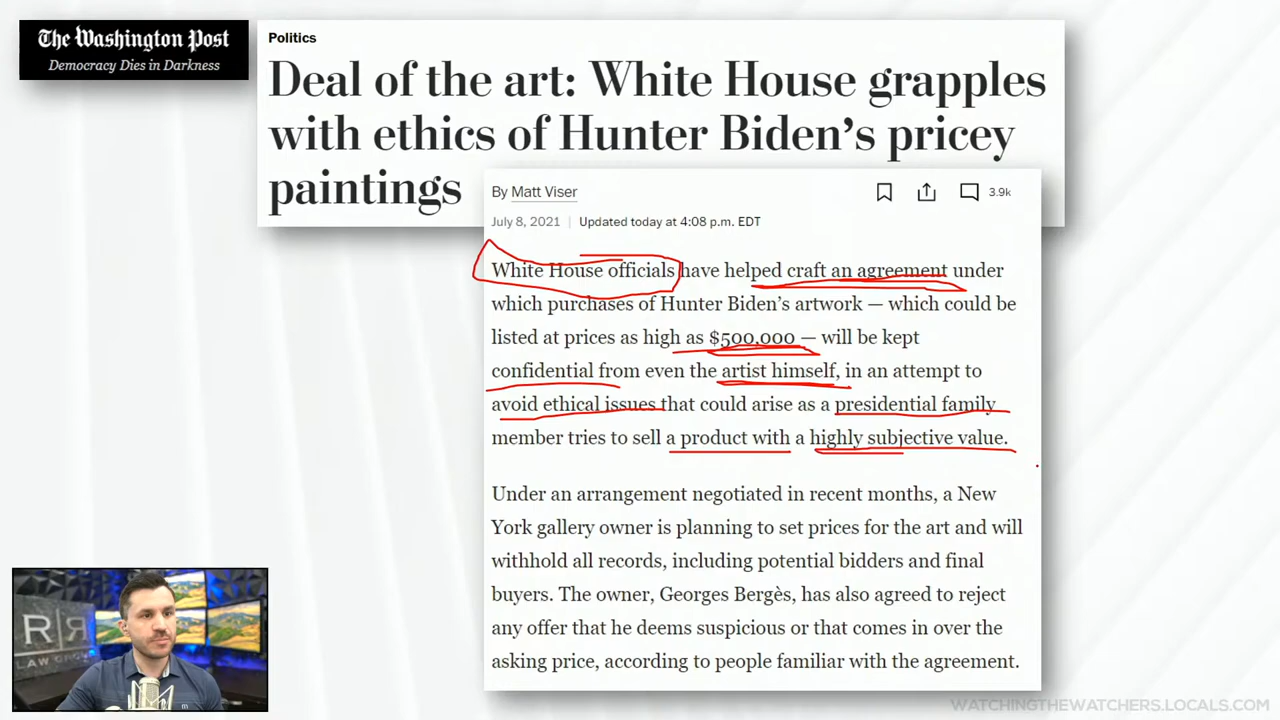 The Washington Post
Democracy Dies in Darkness
Politics
Deal of the art: White House grapples
with ethics of Hunter Biden's pricey
paintings
By Matt Viser
3.9k
July 8, 2021 | Updated today at 4:08 p.m. EDT
White House officials have helped craft an agreement under
which purchases of Hunter Biden's artwork — which could be
listed at prices as high as $500,000 — will be kept
confidential from even the artist himself, in an attempt to
avoid ethical issues that could arise as a presidential family
member tries to sell a product with a highly subjective value.
Under an arrangement negotiated in recent months, a New
York gallery owner is planning to set prices for the art and will
withhold all records, including potential bidders and final
buyers. The owner, Georges Bergès, has also agreed to reject
any offer that he deems suspicious or that comes in over the
asking price, according to people familiar with the agreement.
R R
LAW GROUP
WATCHINGTHEWATCHERS.LOCALS.COM